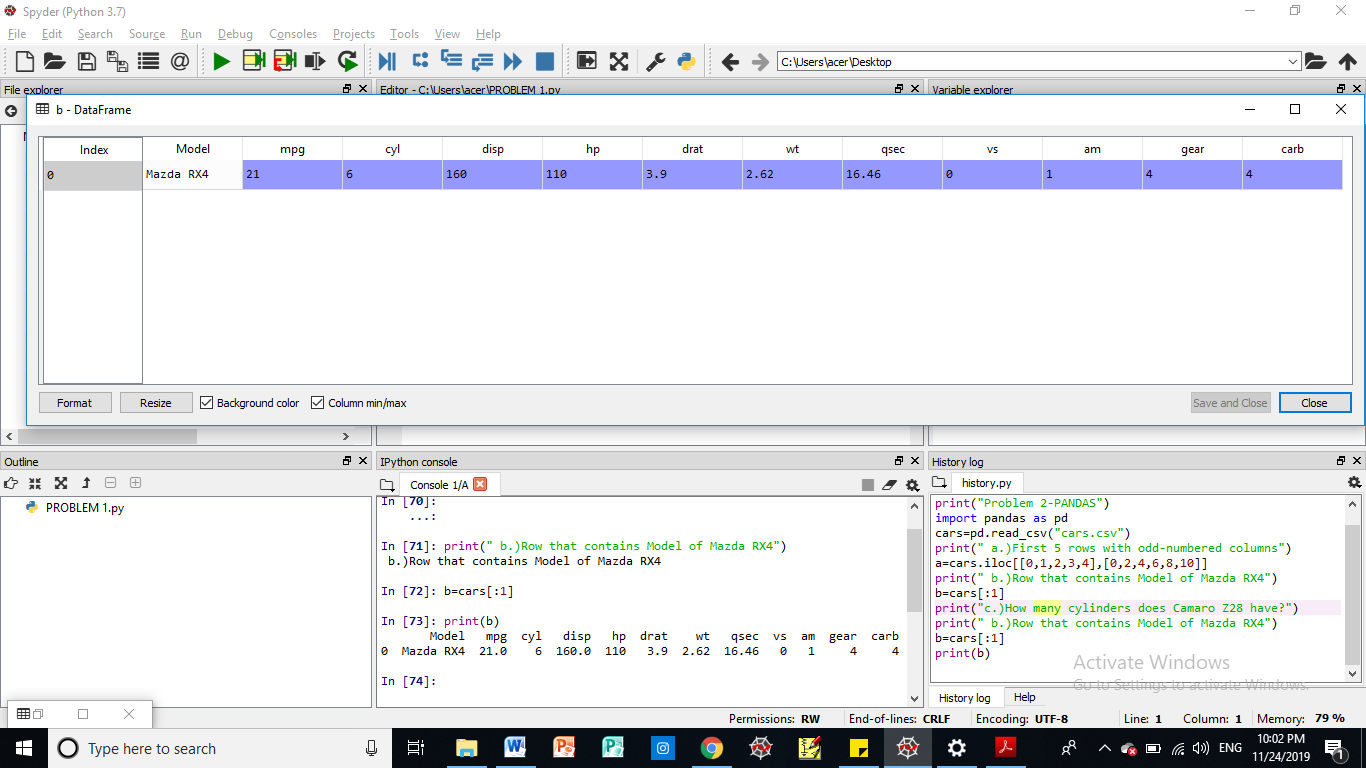 Spyder (Python 3.7)
File Edit Search Source Run Debug Consoles Projects Tools View Help
C:\Users\acer\Desktop
File explorer
Editor - C:\Users\acer\PROBLEM 1.py
Variable explorer
b - DataFrame
Index Model mpg cyl disp hp drat wt qsec vs am gear carb
0 Mazda RX4 21 6 160 110 3.9 2.62 16.46 0 1 4 4
Format Resize Background color Column min/max Save and Close Close
Outline
PROBLEM 1.py
IPython console
Console 1/A
In [70]:
...:
In [71]: print(" b.)Row that contains Model of Mazda RX4")
b.)Row that contains Model of Mazda RX4
In [72]: b=cars[:1]
In [73]: print(b)
Model mpg cyl disp hp drat wt qsec vs am gear carb
0 Mazda RX4 21.0 6 160.0 110 3.9 2.62 16.46 0 1 4 4
In [74]:
History log
history.py
print("Problem 2-PANDAS")
import pandas as pd
cars=pd.read_csv("cars.csv")
print(" a.)First 5 rows with odd-numbered columns")
a=cars.iloc[[0,1,2,3,4],[0,2,4,6,8,10]]
print(" b.)Row that contains Model of Mazda RX4")
b=cars[:1]
print("c.)How many cylinders does Camaro Z28 have?")
print(" b.)Row that contains Model of Mazda RX4")
b=cars[:1]
print(b)
Activate Windows
Go to Settings to activate Windows.
History log Help
Permissions: RW End-of-lines: CRLF Encoding: UTF-8 Line: 1 Column: 1 Memory: 79 %
Type here to search
ENG
10:02 PM
11/24/2019
1